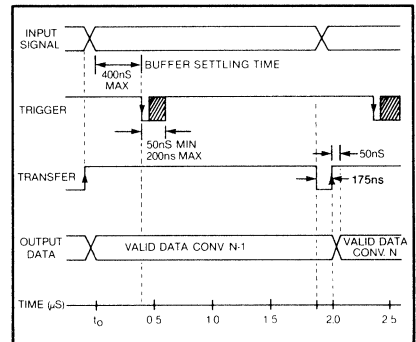 INPUT
SIGNAL
400nS
MAX
BUFFER SETTLING TIME
TRIGGER
50nS MIN
200ns MAX
50nS
TRANSFER
175ns
OUTPUT
DATA
VALID DATA CONV N-1
VALID DATA
CONV. N
TIME (µS)
to
0.5
1.0
1.5
2.0
2.5